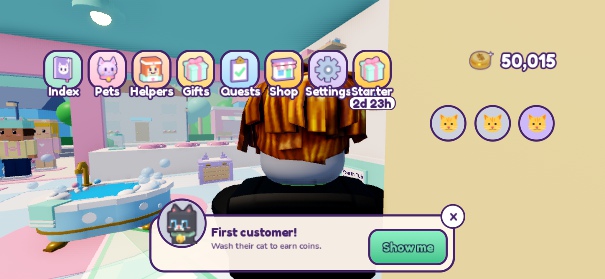 50,015
Index Pets Helpers Gifts Quests Shop Settings Starter
2d 23h
First customer!
Wash their cat to earn coins.
Show me